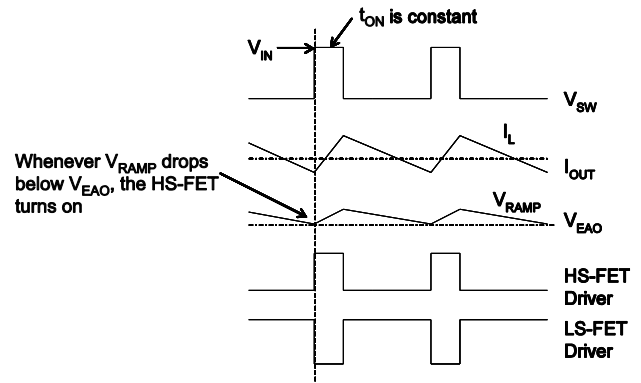 tON is constant
VIN
VSW
IL
Whenever VRAMP drops
below VEAO, the HS-FET
turns on
IOUT
VRAMP
VEAO
HS-FET
Driver
LS-FET
Driver